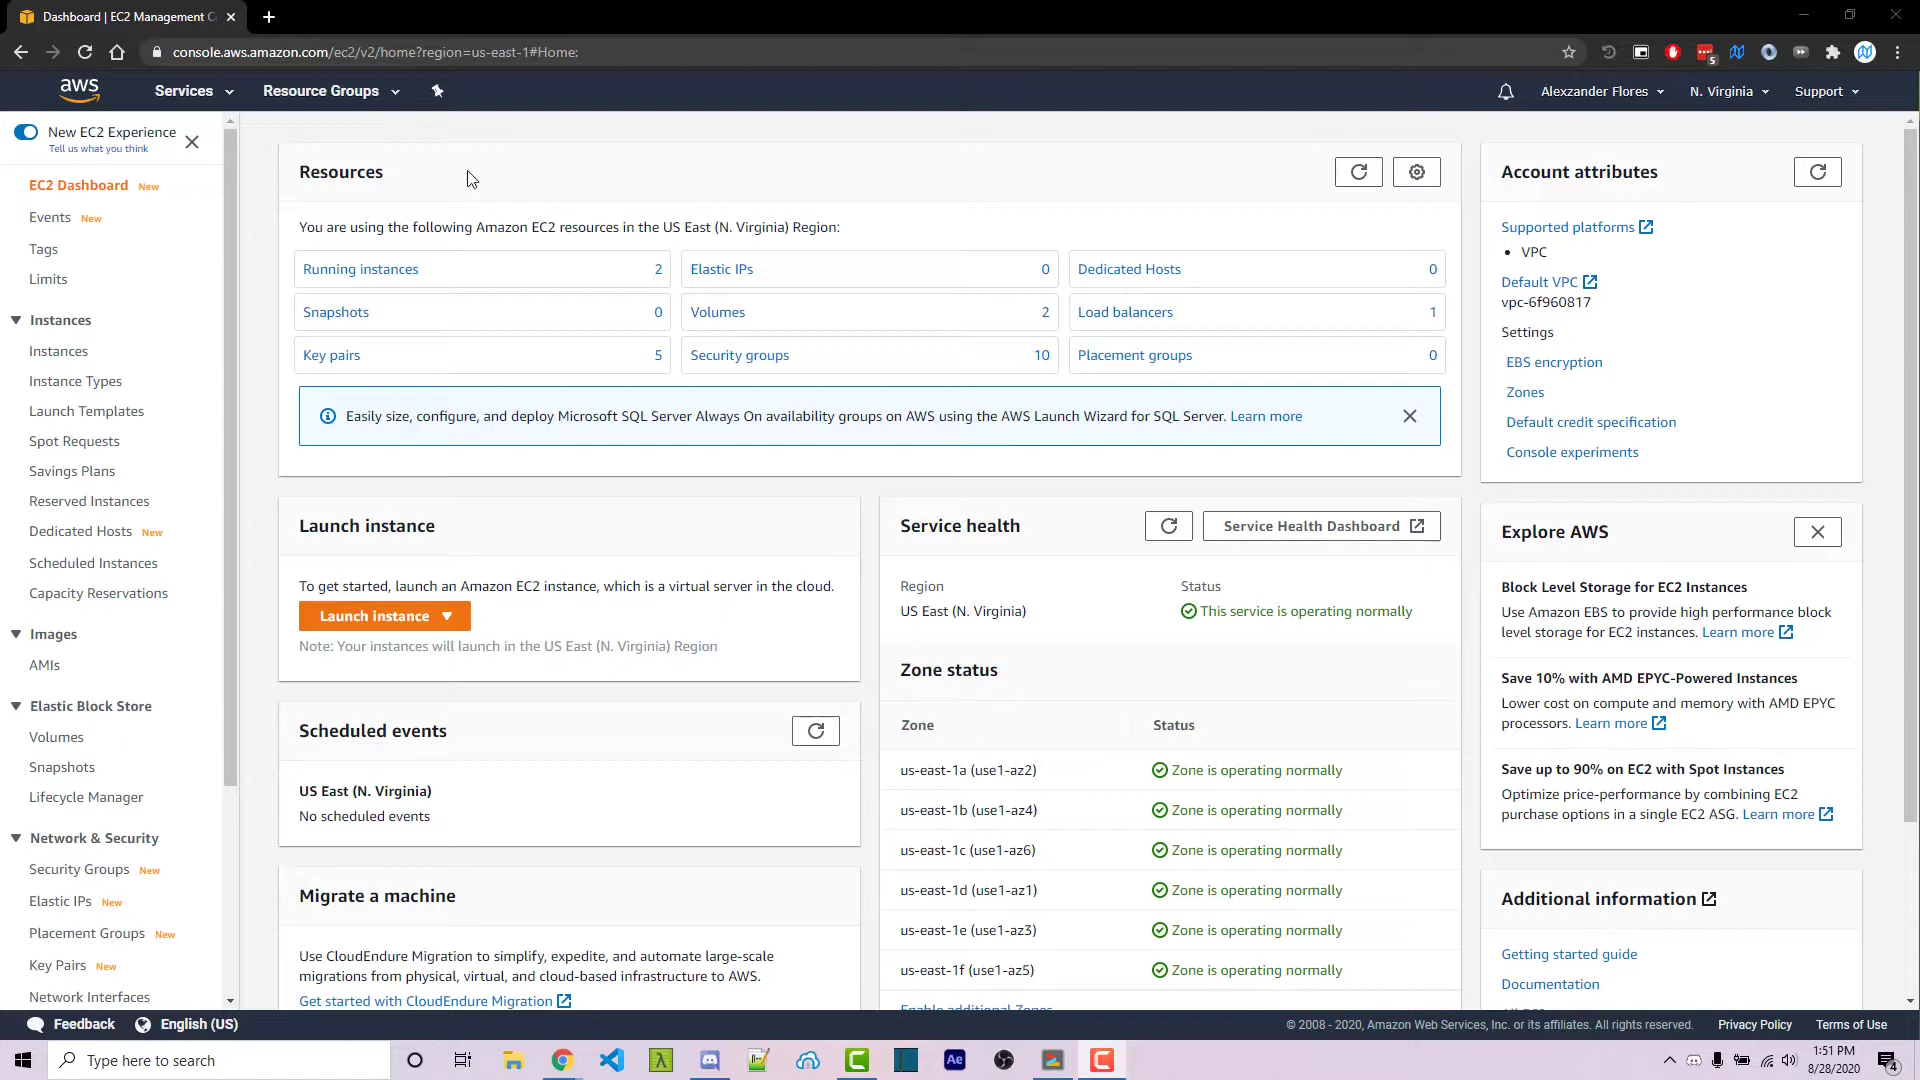 Dashboard | EC2 Management C
console.aws.amazon.com/ec2/v2/home?region=us-east-1#Home:
5
aws
Services
Resource Groups
Alexzander Flores
N. Virginia
Support
New EC2 Experience
Tell us what you think
EC2 Dashboard New
Events New
Tags
Limits
Instances
Instances
Instance Types
Launch Templates
Spot Requests
Savings Plans
Reserved Instances
Dedicated Hosts New
Scheduled Instances
Capacity Reservations
Images
AMIs
Elastic Block Store
Volumes
Snapshots
Lifecycle Manager
Network & Security
Security Groups New
Elastic IPs New
Placement Groups New
Key Pairs New
Network Interfaces
Resources
You are using the following Amazon EC2 resources in the US East (N. Virginia) Region:
Running instances 2
Elastic IPs 0
Dedicated Hosts 0
Snapshots 0
Volumes 2
Load balancers 1
Key pairs 5
Security groups 10
Placement groups 0
Easily size, configure, and deploy Microsoft SQL Server Always On availability groups on AWS using the AWS Launch Wizard for SQL Server. Learn more
Launch instance
To get started, launch an Amazon EC2 instance, which is a virtual server in the cloud.
Launch instance
Note: Your instances will launch in the US East (N. Virginia) Region
Scheduled events
US East (N. Virginia)
No scheduled events
Migrate a machine
Use CloudEndure Migration to simplify, expedite, and automate large-scale
migrations from physical, virtual, and cloud-based infrastructure to AWS.
Get started with CloudEndure Migration
Service health
Service Health Dashboard
Region
Status
US East (N. Virginia)
This service is operating normally
Zone status
Zone
Status
us-east-1a (use1-az2)
Zone is operating normally
us-east-1b (use1-az4)
Zone is operating normally
us-east-1c (use1-az6)
Zone is operating normally
us-east-1d (use1-az1)
Zone is operating normally
us-east-1e (use1-az3)
Zone is operating normally
us-east-1f (use1-az5)
Zone is operating normally
Enable additional Zones
Account attributes
Supported platforms
VPC
Default VPC
vpc-6f960817
Settings
EBS encryption
Zones
Default credit specification
Console experiments
Explore AWS
Block Level Storage for EC2 Instances
Use Amazon EBS to provide high performance block
level storage for EC2 instances. Learn more
Save 10% with AMD EPYC-Powered Instances
Lower cost on compute and memory with AMD EPYC
processors. Learn more
Save up to 90% on EC2 with Spot Instances
Optimize price-performance by combining EC2
purchase options in a single EC2 ASG. Learn more
Additional information
Getting started guide
Documentation
Feedback
English (US)
© 2008 - 2020, Amazon Web Services, Inc. or its affiliates. All rights reserved.
Privacy Policy
Terms of Use
Type here to search
Ae
1:51 PM
8/28/2020
4